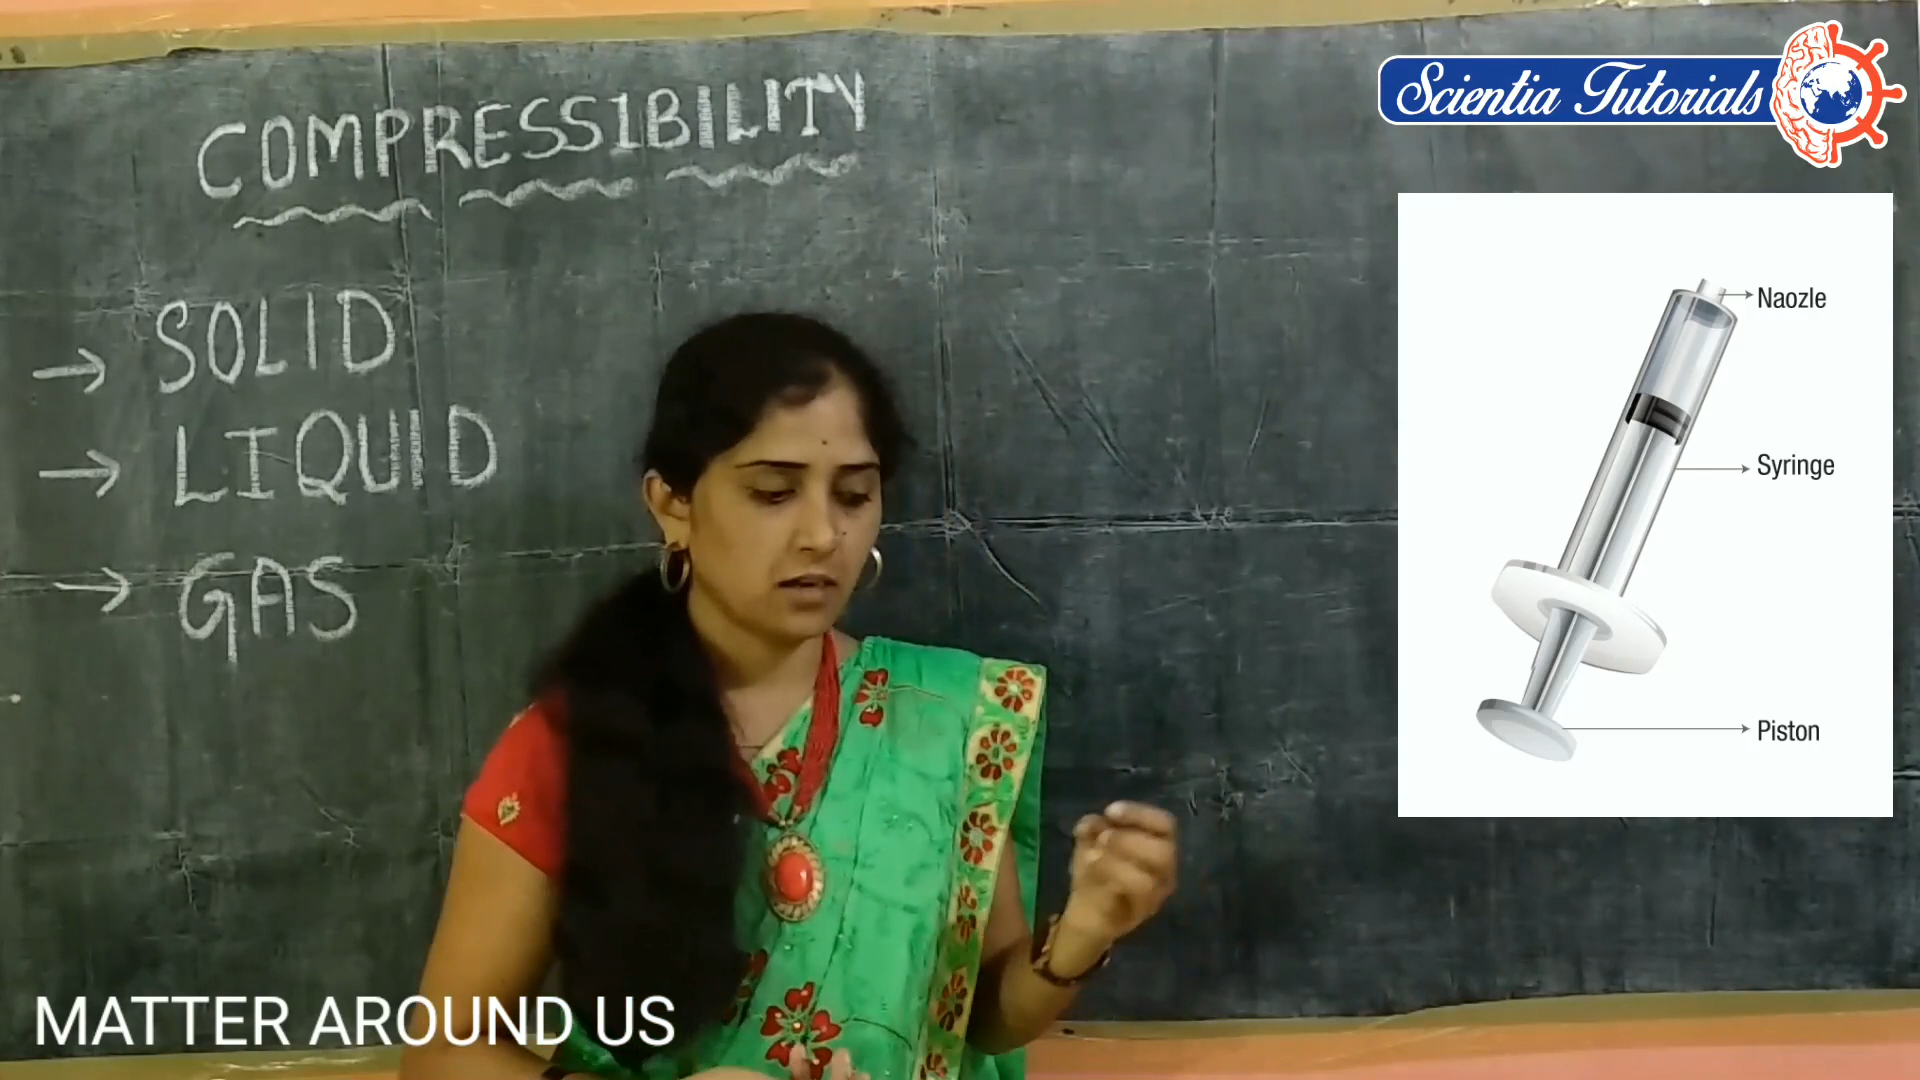 COMPRESSIBILITY
→ SOLID
→ LIQUID
→ GAS
Scientia Tutorials
Naozle
Syringe
Piston
MATTER AROUND US